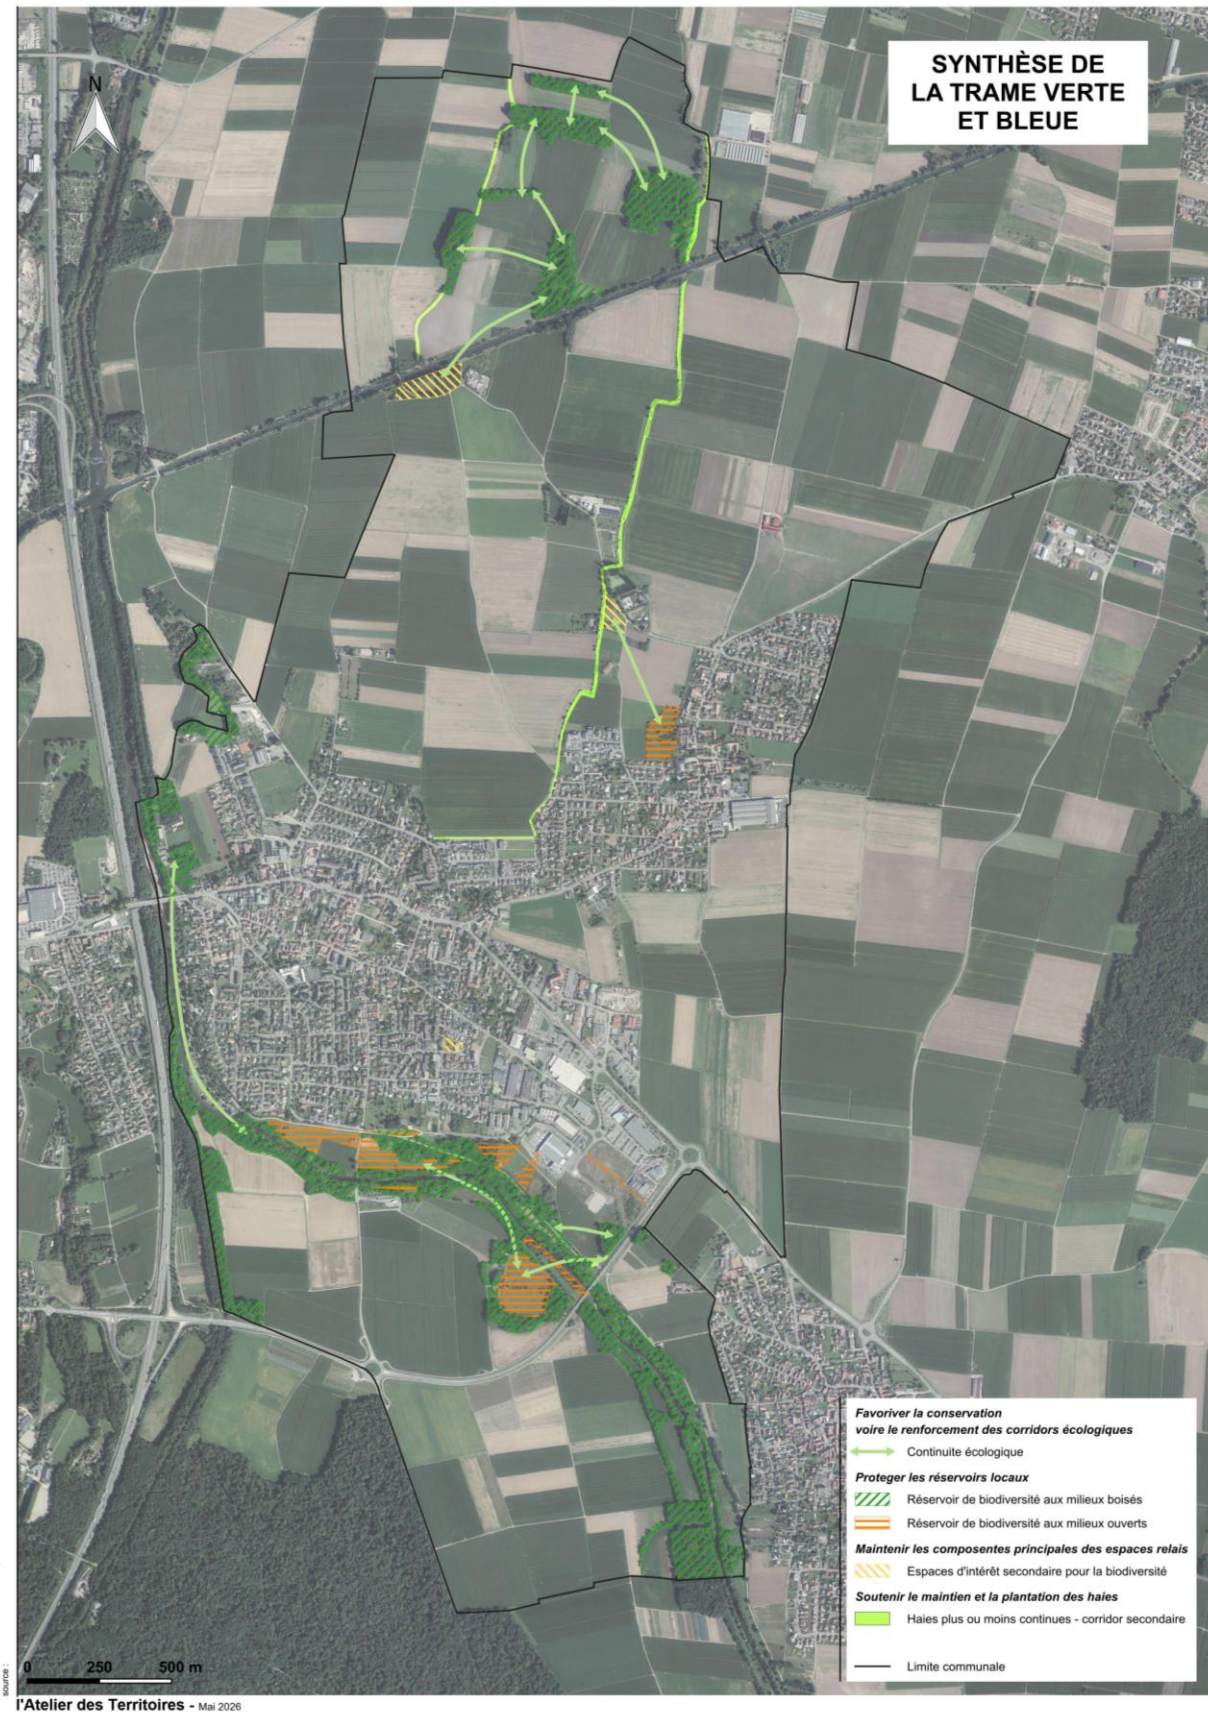 SYNTHÈSE DE
LA TRAME VERTE
ET BLEUE
N
Favoriver la conservation
voire le renforcement des corridors écologiques
Continuite écologique
Proteger les réservoirs locaux
Réservoir de biodiversité aux milieux boisés
Réservoir de biodiversité aux milieux ouverts
Maintenir les composentes principales des espaces relais
Espaces d'intérêt secondaire pour la biodiversité
Soutenir le maintien et la plantation des haies
Haies plus ou moins continues - corridor secondaire
Limite communale
0 250 500 m
source :
l'Atelier des Territoires - Mai 2026